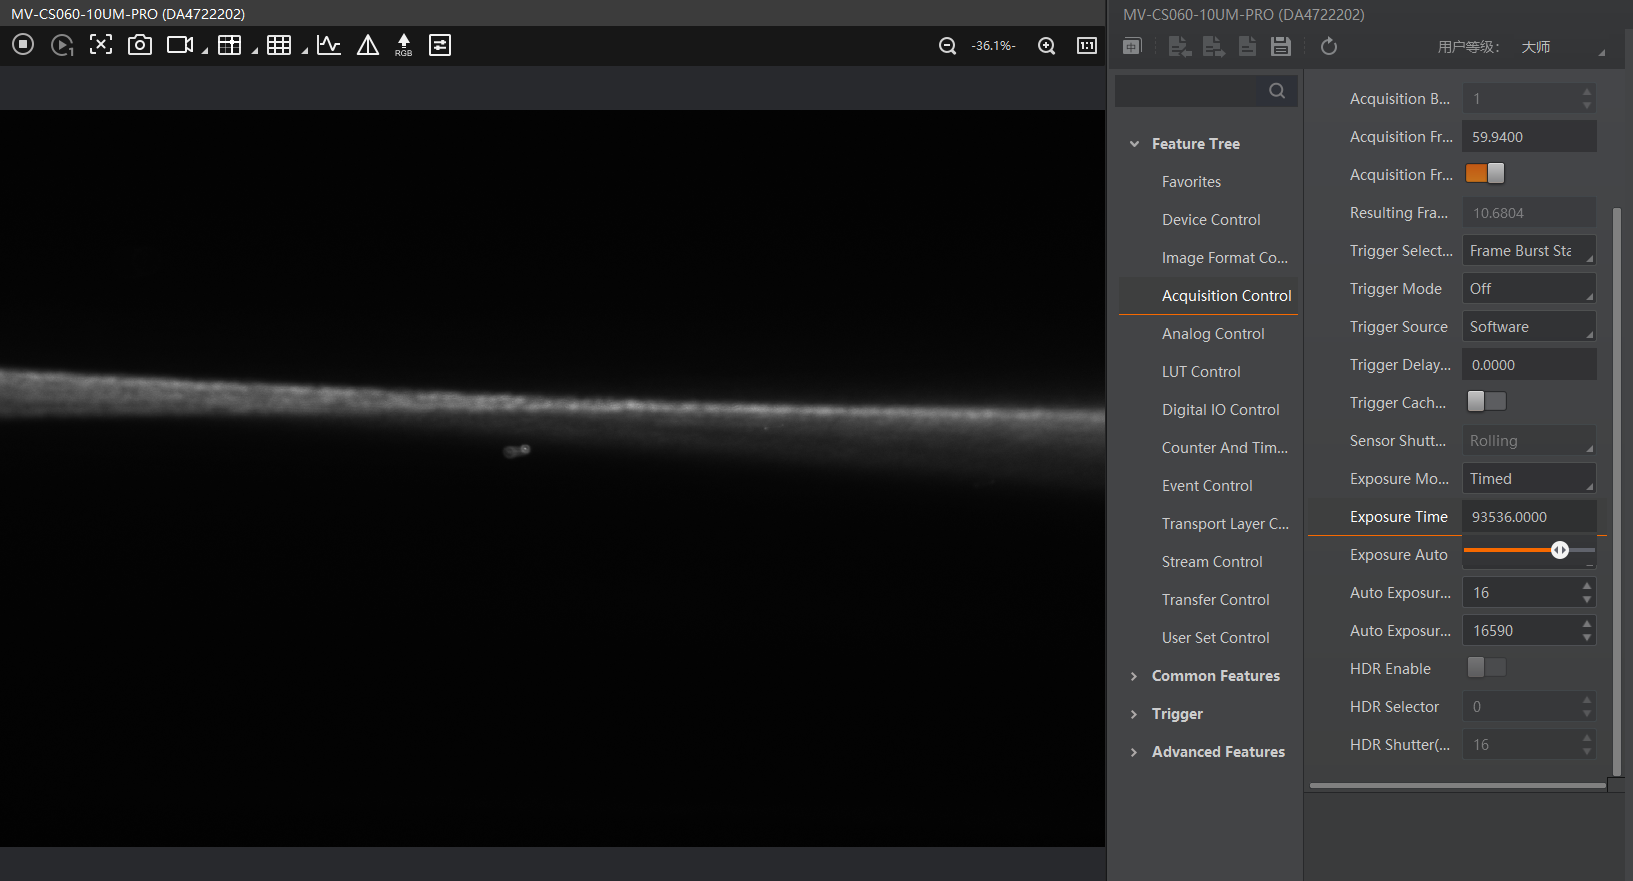 MV-CS060-10UM-PRO (DA4722202)
1
RGB
-36.1%-
1:1
MV-CS060-10UM-PRO (DA4722202)
中
用户等级： 大师
Feature Tree
Favorites
Device Control
Image Format Co...
Acquisition Control
Analog Control
LUT Control
Digital IO Control
Counter And Tim...
Event Control
Transport Layer C...
Stream Control
Transfer Control
User Set Control
Common Features
Trigger
Advanced Features
Acquisition B... 1
Acquisition Fr... 59.9400
Acquisition Fr...
Resulting Fra... 10.6804
Trigger Select... Frame Burst Sta
Trigger Mode Off
Trigger Source Software
Trigger Delay... 0.0000
Trigger Cach...
Sensor Shutt... Rolling
Exposure Mo... Timed
Exposure Time 93536.0000
Exposure Auto
Auto Exposur... 16
Auto Exposur... 16590
HDR Enable
HDR Selector 0
HDR Shutter(... 16